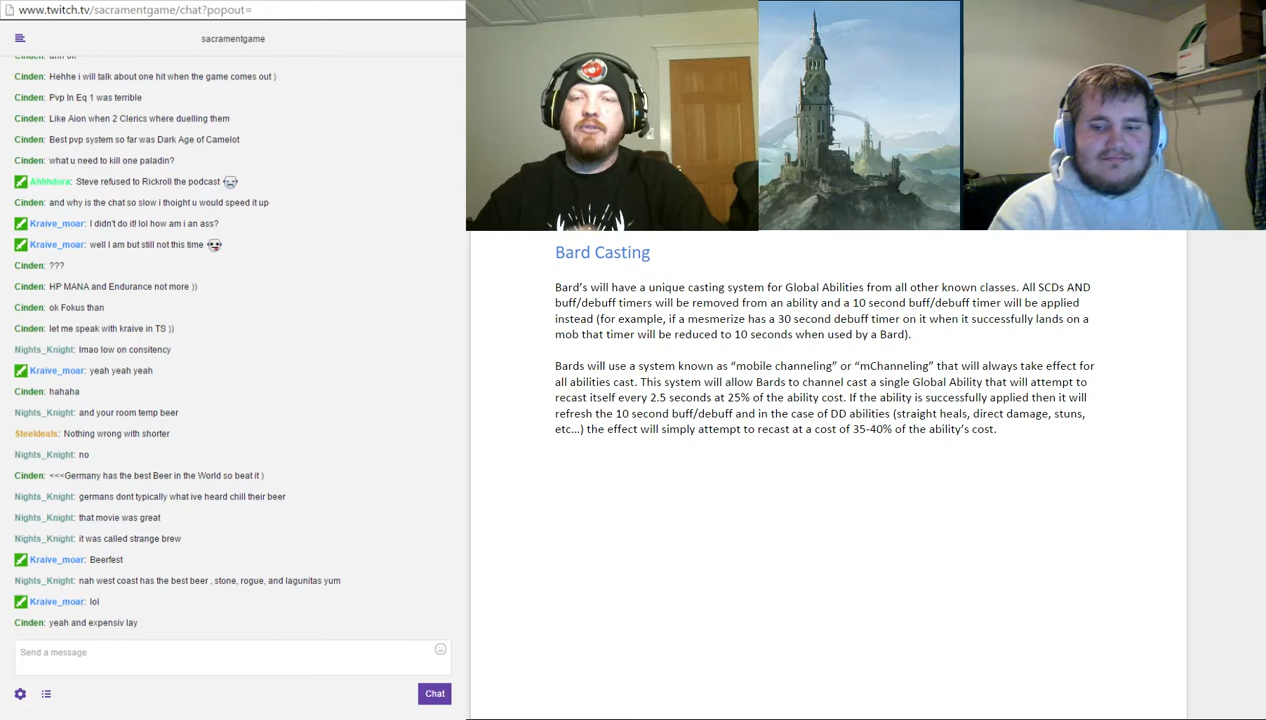 www.twitch.tv/sacramentgame/chat?popout=
sacramentgame
Cinden: Hehhe i will talk about one hit when the game comes out )
Cinden: Pvp In Eq 1 was terrible
Cinden: Like Aion when 2 Clerics where duelling them
Cinden: Best pvp system so far was Dark Age of Camelot
Cinden: what u need to kill one paladin?
Ahhhdora: Steve refused to Rickroll the podcast
Cinden: and why is the chat so slow i thoight u would speed it up
Kraive_moar: I didn't do it! lol how am i an ass?
Kraive_moar: well I am but still not this time
Cinden: ???
Cinden: HP MANA and Endurance not more ))
Cinden: ok Fokus than
Cinden: let me speak with kraive in TS ))
Nights_Knight: lmao low on consitency
Kraive_moar: yeah yeah yeah
Cinden: hahaha
Nights_Knight: and your room temp beer
Steeldeals: Nothing wrong with shorter
Nights_Knight: no
Cinden: <<<Germany has the best Beer in the World so beat it )
Nights_Knight: germans dont typically what ive heard chill their beer
Nights_Knight: that movie was great
Nights_Knight: it was called strange brew
Kraive_moar: Beerfest
Nights_Knight: nah west coast has the best beer , stone, rogue, and lagunitas yum
Kraive_moar: lol
Cinden: yeah and expensiv lay
Send a message
Chat
Bard Casting
Bard's will have a unique casting system for Global Abilities from all other known classes. All SCDs AND
buff/debuff timers will be removed from an ability and a 10 second buff/debuff timer will be applied
instead (for example, if a mesmerize has a 30 second debuff timer on it when it successfully lands on a
mob that timer will be reduced to 10 seconds when used by a Bard).
Bards will use a system known as “mobile channeling” or “mChanneling” that will always take effect for
all abilities cast. This system will allow Bards to channel cast a single Global Ability that will attempt to
recast itself every 2.5 seconds at 25% of the ability cost. If the ability is successfully applied then it will
refresh the 10 second buff/debuff and in the case of DD abilities (straight heals, direct damage, stuns,
etc…) the effect will simply attempt to recast at a cost of 35-40% of the ability's cost.